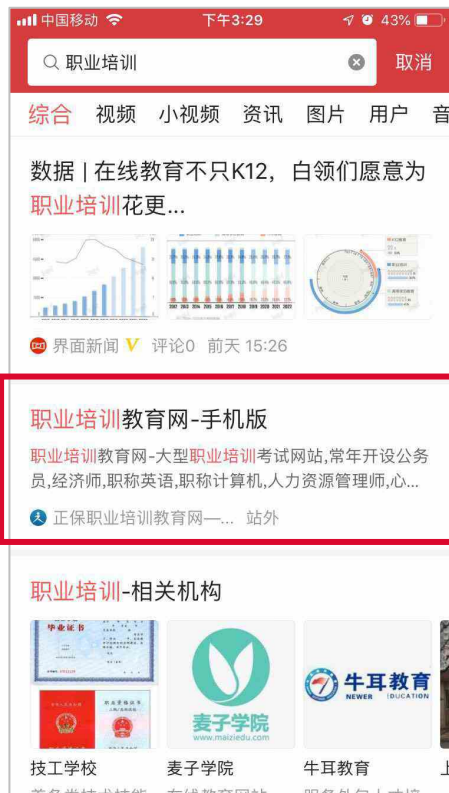 中国移动 下午3:29 43%
职业培训 取消
综合 视频 小视频 资讯 图片 用户 音
数据 | 在线教育不只K12，白领们愿意为
职业培训花更...
界面新闻 V 评论0 前天 15:26
职业培训教育网-手机版
职业培训教育网-大型职业培训考试网站,常年开设公务
员,经济师,职称英语,职称计算机,人力资源管理师,心...
正保职业培训教育网—... 站外
职业培训-相关机构
毕业证书
麦子学院
www.maiziedu.com
牛耳教育
NEWER EDUCATION
技工学校 麦子学院 牛耳教育 上